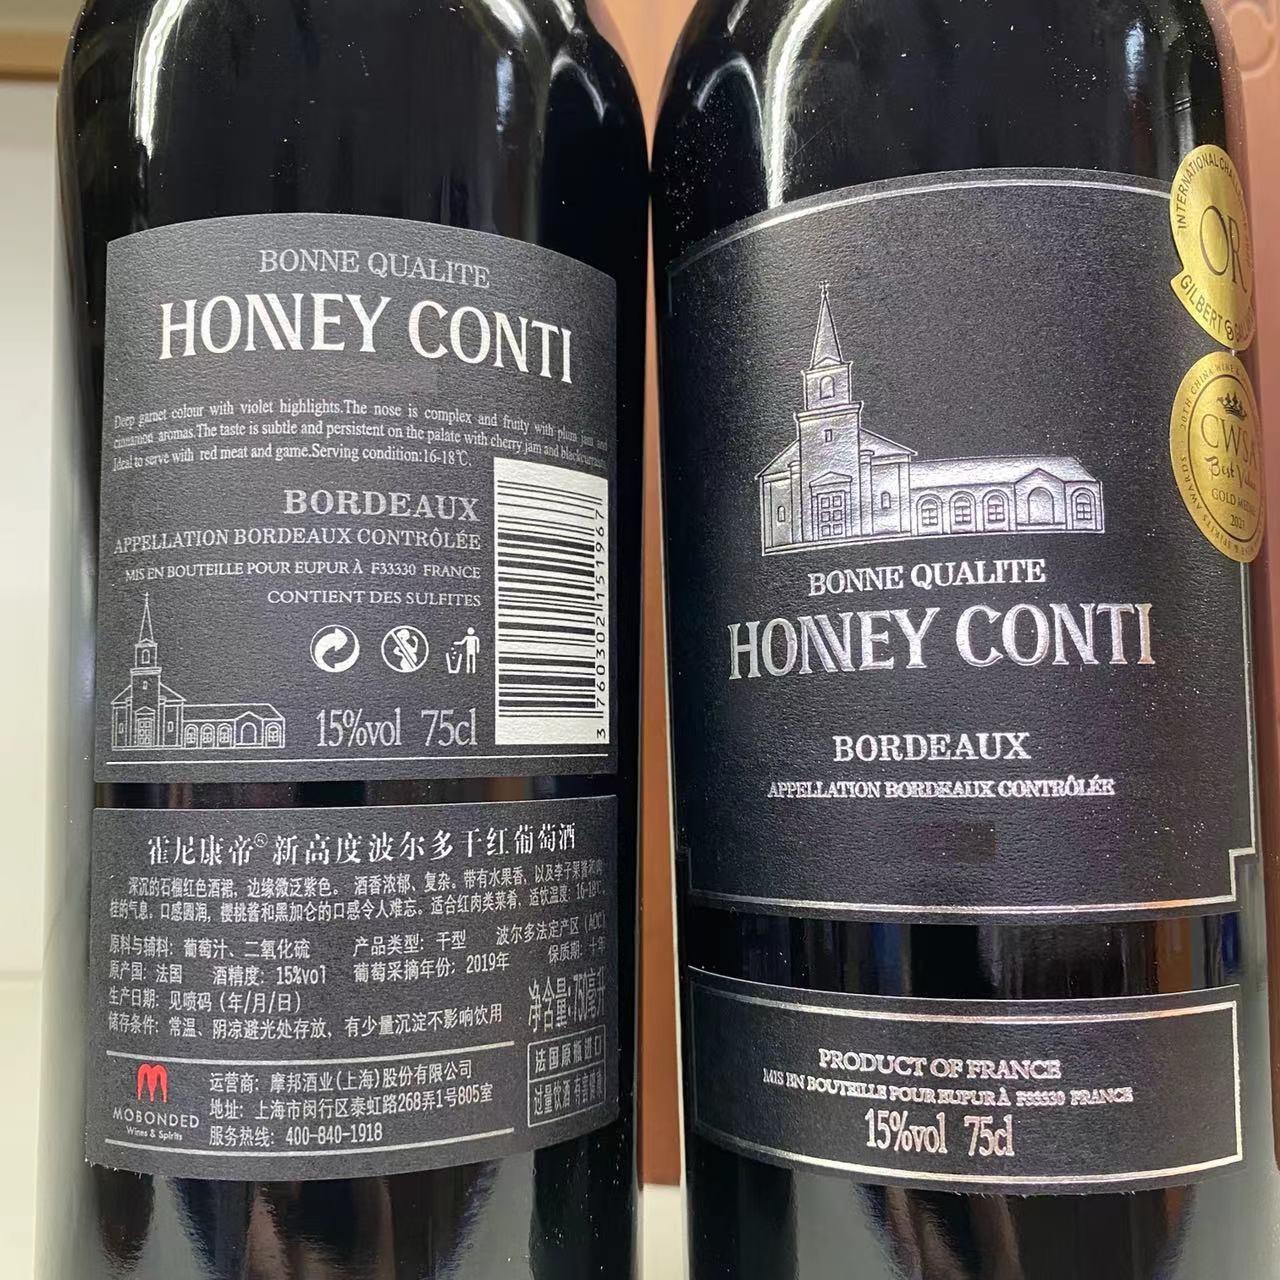 BONNE QUALITE
HONNEY CONTI
Deep garnet colour with violet highlights.The nose is complex and fruity with plum jam and
cinnamon aromas.The taste is subtle and persistent on the palate with cherry jam and blackcurrants.
Ideal to serve with red meat and game.Serving condition:16-18℃.
BORDEAUX
APPELLATION BORDEAUX CONTRÔLÉE
MIS EN BOUTEILLE POUR EUPUR À F33330 FRANCE
CONTIENT DES SULFITES
15%vol 75cl
3 760302 151967
霍尼康帝®新高度波尔多干红葡萄酒
深沉的石榴红色酒裙，边缘微泛紫色。 酒香浓郁、复杂。带有水果香，以及李子果酱和肉
桂的气息。口感圆润，樱桃酱和黑加仑的口感令人难忘。适合红肉类菜肴，适饮温度：16-18℃。
原料与辅料：葡萄汁、二氧化硫 产品类型：干型 波尔多法定产区（AOC）
原产国：法国 酒精度：15%vol 葡萄采摘年份：2019年 保质期：十年
生产日期：见喷码（年/月/日）
储存条件：常温、阴凉避光处存放，有少量沉淀不影响饮用
净含量:750毫升
法国原瓶进口
过量饮酒 有害健康
MOBONDED
Wines & Spirits
运营商：摩邦酒业(上海)股份有限公司
地址：上海市闵行区泰虹路268弄1号805室
服务热线：400-840-1918
INTERNATIONAL
OR
GILBERT & GAILLARD
20TH CHINA WINE & SPIRITS AWARDS
CWSA
Best Value
GOLD MEDAL
BONNE QUALITE
HONNEY CONTI
BORDEAUX
APPELLATION BORDEAUX CONTRÔLÉE
PRODUCT OF FRANCE
MIS EN BOUTEILLE POUR EUPUR À F33330 FRANCE
15%vol 75cl